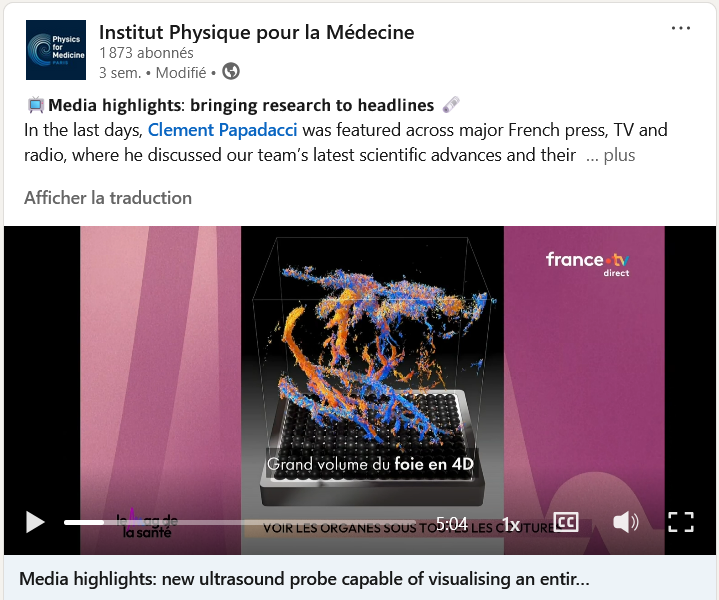 Physics
for
Medicine
PARIS
Institut Physique pour la Médecine
1 873 abonnés
3 sem. • Modifié •
📺 Media highlights: bringing research to headlines 🗞️
In the last days, Clement Papadacci was featured across major French press, TV and
radio, where he discussed our team's latest scientific advances and their ... plus
Afficher la traduction
france•tv
direct
Grand volume du foie en 4D
le mag de
la santé
5:04
1x
CC
VOIR LES ORGANES SOUS TOUTES LES COUTURES
Media highlights: new ultrasound probe capable of visualising an entir...